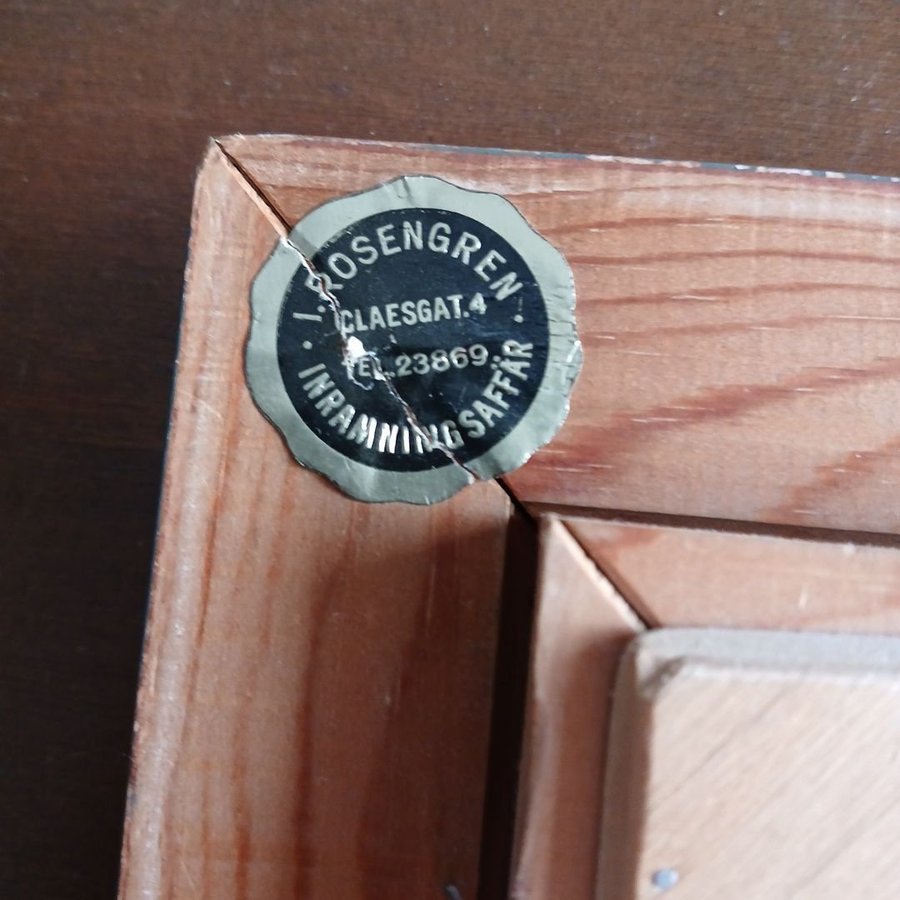 I. ROSENGREN
CLAESGAT. 4
TEL. 23869
INRAMNINGSAFFÄR